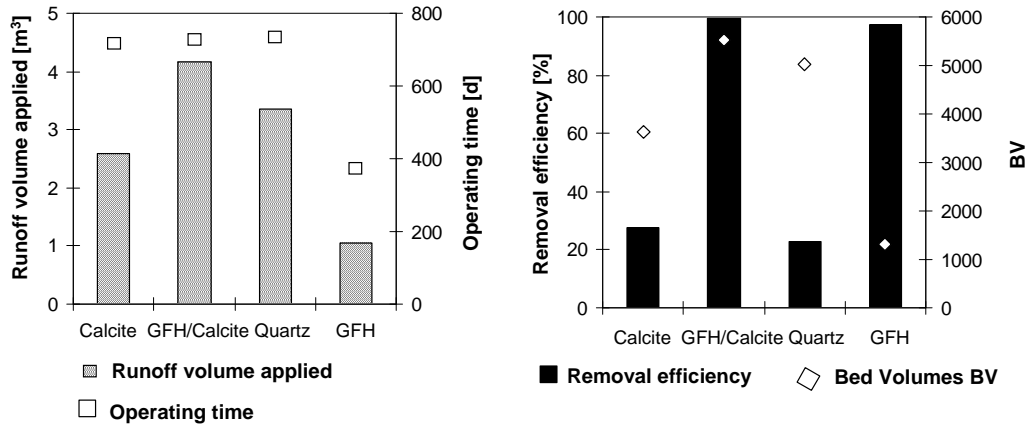 Runoff volume applied [m³]
5
4
3
2
1
0
800
600
400
200
0
Operating time [d]
Calcite GFH/Calcite Quartz GFH
Runoff volume applied
Operating time
Removal efficiency [%]
100
80
60
40
20
0
6000
5000
4000
3000
2000
1000
0
BV
Calcite GFH/Calcite Quartz GFH
Removal efficiency Bed Volumes BV